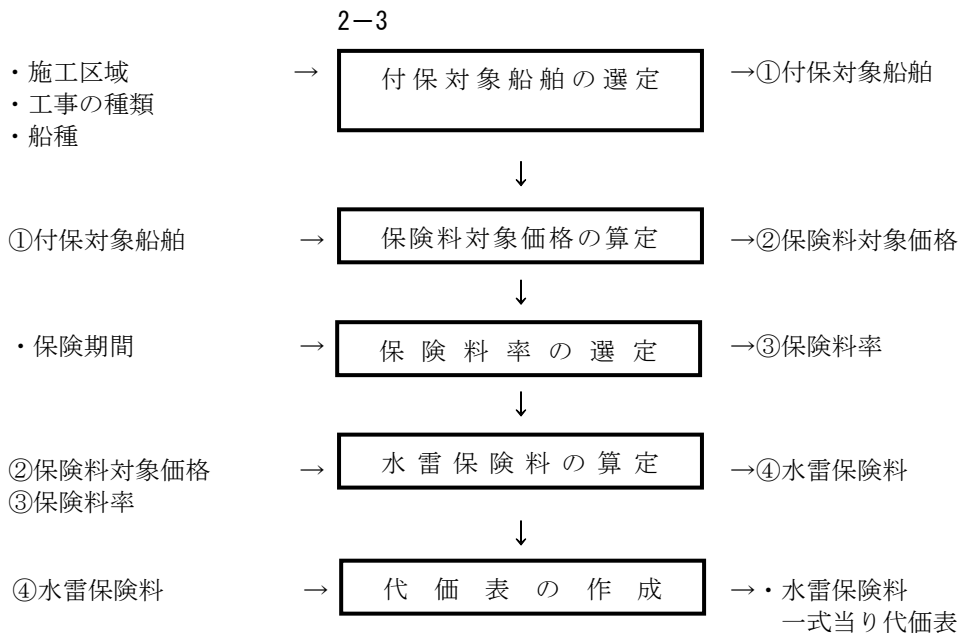 2－3
・施工区域 → 付保対象船舶の選定 →①付保対象船舶
・工事の種類
・船種
↓
①付保対象船舶 → 保険料対象価格の算定 →②保険料対象価格
↓
・保険期間 → 保険料率の選定 →③保険料率
↓
②保険料対象価格 → 水雷保険料の算定 →④水雷保険料
③保険料率
↓
④水雷保険料 → 代価表の作成 →・水雷保険料
一式当り代価表